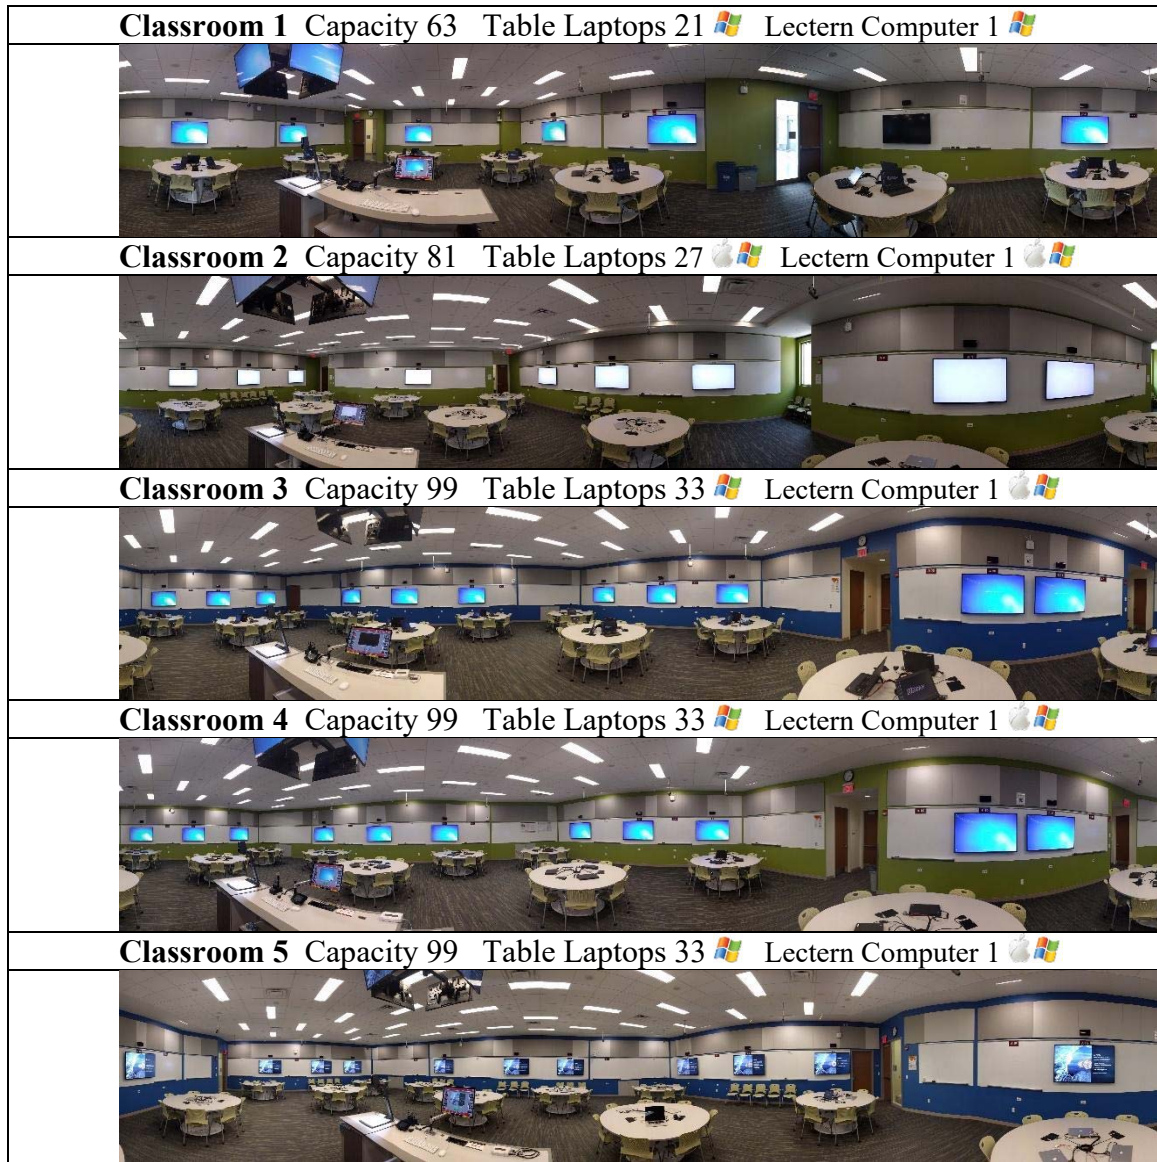 Classroom 1 Capacity 63 Table Laptops 21 Lectern Computer 1
Classroom 2 Capacity 81 Table Laptops 27 Lectern Computer 1
Classroom 3 Capacity 99 Table Laptops 33 Lectern Computer 1
Classroom 4 Capacity 99 Table Laptops 33 Lectern Computer 1
Classroom 5 Capacity 99 Table Laptops 33 Lectern Computer 1